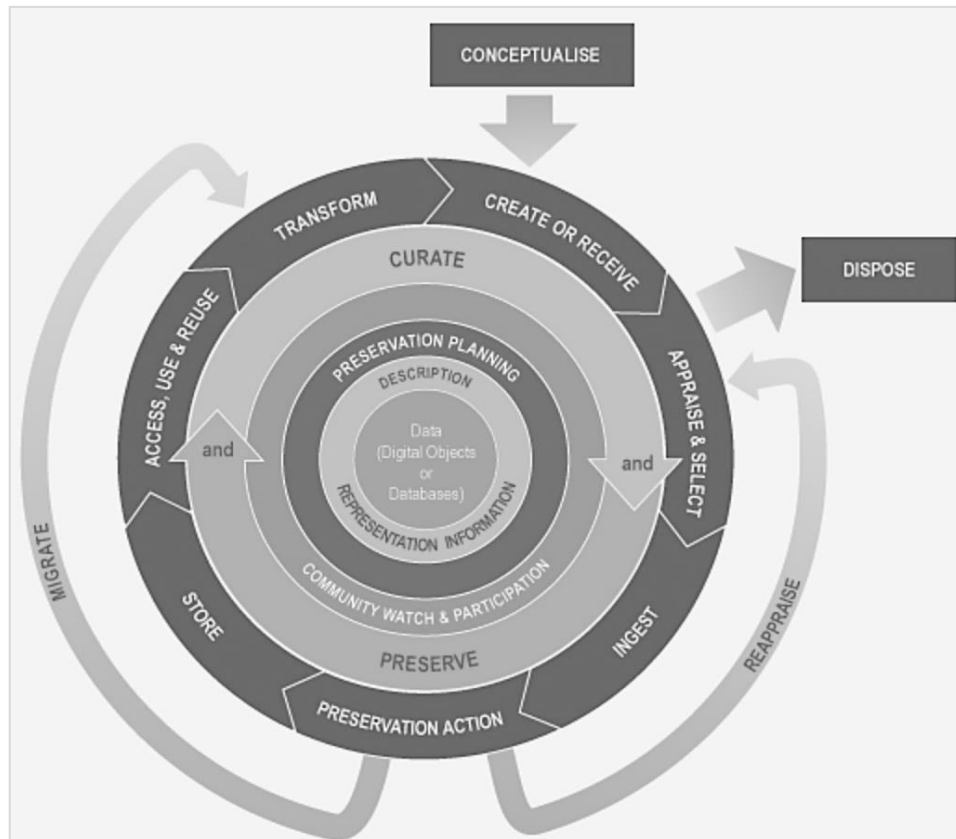 CONCEPTUALISE
TRANSFORM
CREATE OR RECEIVE
DISPOSE
CURATE
ACCESS, USE & REUSE
PRESERVATION PLANNING
DESCRIPTION
APPRAISE & SELECT
Data
(Digital Objects
or
Databases)
and
and
REPRESENTATION INFORMATION
COMMUNITY WATCH & PARTICIPATION
MIGRATE
STORE
PRESERVE
INGEST
REAPPRAISE
PRESERVATION ACTION